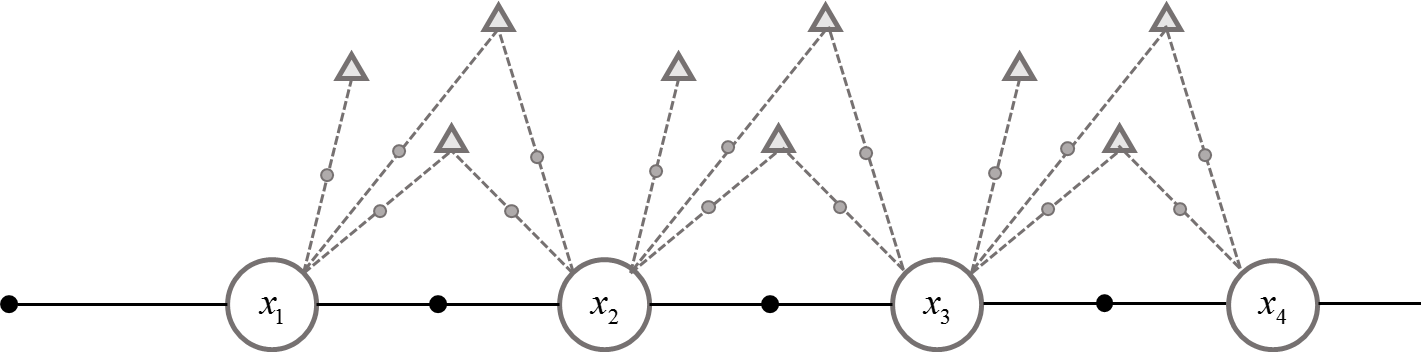 x₁ x₂ x₃ x₄